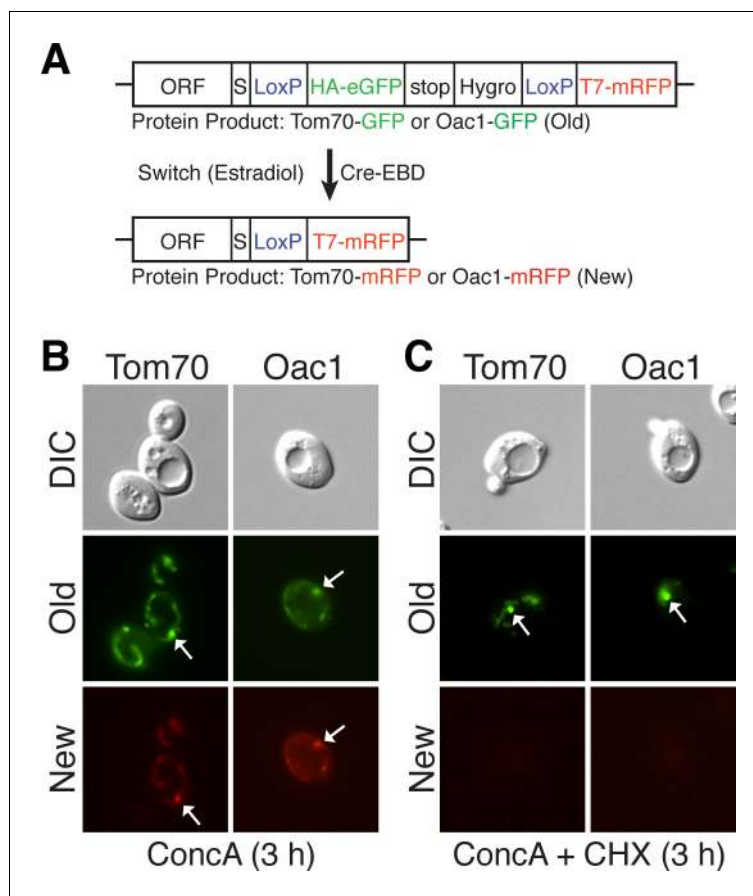 A
ORF S LoxP HA-eGFP stop Hygro LoxP T7-mRFP
Protein Product: Tom70-GFP or Oac1-GFP (Old)
Switch (Estradiol) Cre-EBD
ORF S LoxP T7-mRFP
Protein Product: Tom70-mRFP or Oac1-mRFP (New)
B
Tom70 Oac1
DIC
Old
New
ConcA (3 h)
C
Tom70 Oac1
DIC
Old
New
ConcA + CHX (3 h)